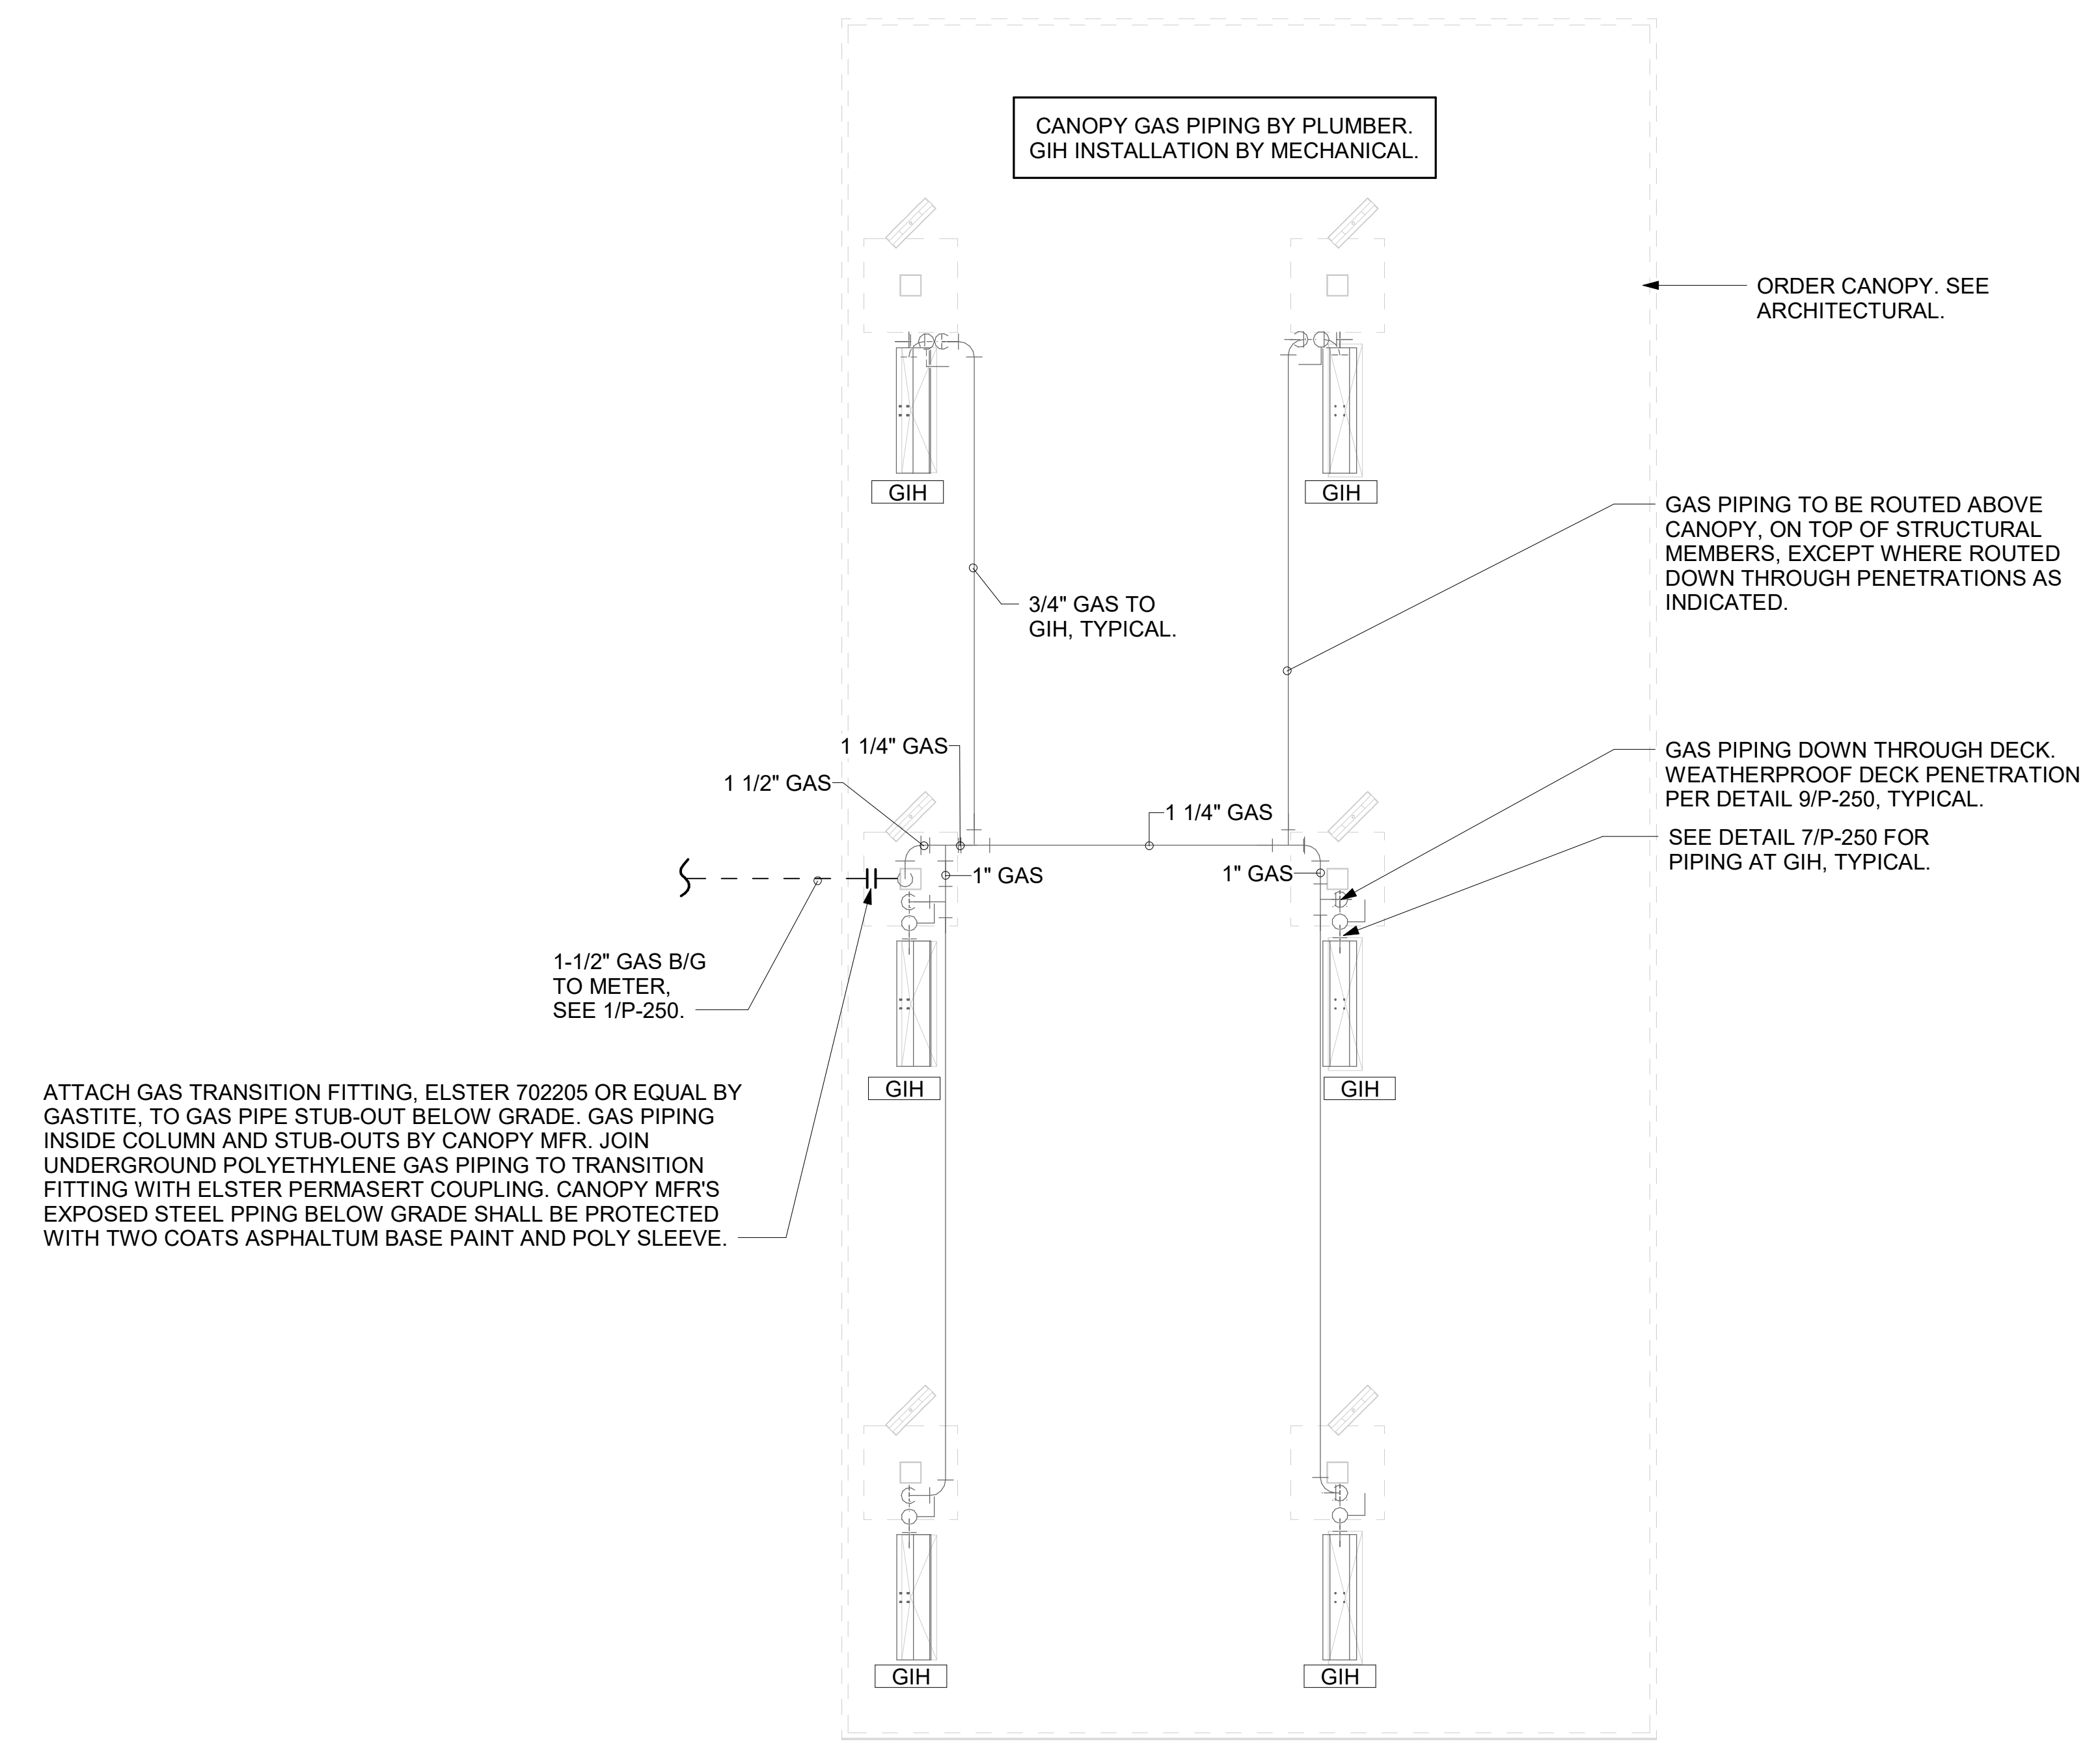 CANOPY GAS PIPING BY PLUMBER.
GIH INSTALLATION BY MECHANICAL.
ORDER CANOPY. SEE
ARCHITECTURAL.
GIH
GIH
GAS PIPING TO BE ROUTED ABOVE
CANOPY, ON TOP OF STRUCTURAL
MEMBERS, EXCEPT WHERE ROUTED
DOWN THROUGH PENETRATIONS AS
INDICATED.
3/4" GAS TO
GIH, TYPICAL.
1 1/4" GAS
1 1/2" GAS
1 1/4" GAS
GAS PIPING DOWN THROUGH DECK.
WEATHERPROOF DECK PENETRATION
PER DETAIL 9/P-250, TYPICAL.
SEE DETAIL 7/P-250 FOR
PIPING AT GIH, TYPICAL.
1" GAS
1" GAS
1-1/2" GAS B/G
TO METER,
SEE 1/P-250.
GIH
GIH
ATTACH GAS TRANSITION FITTING, ELSTER 702205 OR EQUAL BY
GASTITE, TO GAS PIPE STUB-OUT BELOW GRADE. GAS PIPING
INSIDE COLUMN AND STUB-OUTS BY CANOPY MFR. JOIN
UNDERGROUND POLYETHYLENE GAS PIPING TO TRANSITION
FITTING WITH ELSTER PERMASERT COUPLING. CANOPY MFR'S
EXPOSED STEEL PPING BELOW GRADE SHALL BE PROTECTED
WITH TWO COATS ASPHALTUM BASE PAINT AND POLY SLEEVE.
GIH
GIH